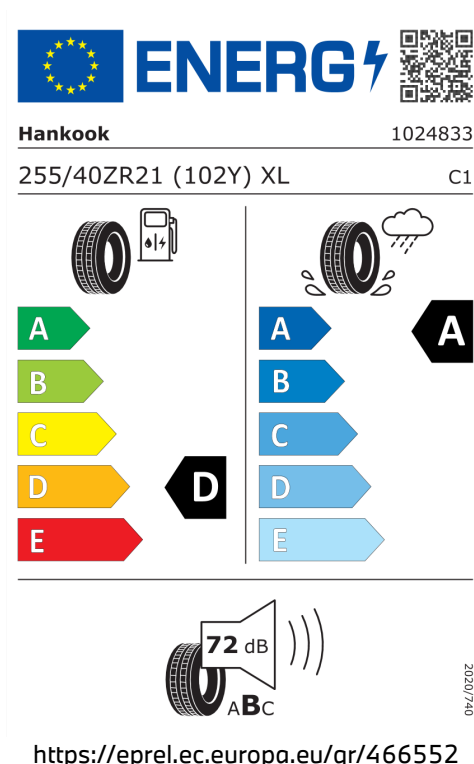 ENERG
Hankook 1024833
255/40ZR21 (102Y) XL C1
A A A
B B
C C
D D D
E E
72 dB
ABC
2020/740
https://eprel.ec.europa.eu/qr/466552